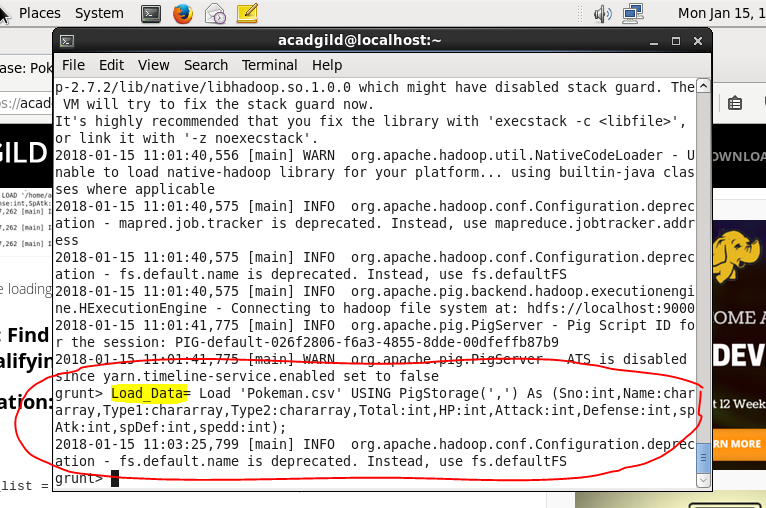 Places System Mon Jan 15, 1
acadgild@localhost:~
File Edit View Search Terminal Help
p-2.7.2/lib/native/libhadoop.so.1.0.0 which might have disabled stack guard. The
VM will try to fix the stack guard now.
It's highly recommended that you fix the library with 'execstack -c <libfile>',
or link it with '-z noexecstack'.
2018-01-15 11:01:40,556 [main] WARN  org.apache.hadoop.util.NativeCodeLoader - U
nable to load native-hadoop library for your platform... using builtin-java clas
ses where applicable
2018-01-15 11:01:40,575 [main] INFO  org.apache.hadoop.conf.Configuration.deprec
ation - mapred.job.tracker is deprecated. Instead, use mapreduce.jobtracker.addr
ess
2018-01-15 11:01:40,575 [main] INFO  org.apache.hadoop.conf.Configuration.deprec
ation - fs.default.name is deprecated. Instead, use fs.defaultFS
2018-01-15 11:01:40,575 [main] INFO  org.apache.pig.backend.hadoop.executionengi
ne.HExecutionEngine - Connecting to hadoop file system at: hdfs://localhost:9000
2018-01-15 11:01:41,775 [main] INFO  org.apache.pig.PigServer - Pig Script ID fo
r the session: PIG-default-026f2806-f6a3-4855-8dde-00dfeffb87b9
2018-01-15 11:01:41,775 [main] WARN  org.apache.pig.PigServer - ATS is disabled
since yarn.timeline-service.enabled set to false
grunt> Load_Data= Load 'Pokeman.csv' USING PigStorage(',') As (Sno:int,Name:char
array,Type1:chararray,Type2:chararray,Total:int,HP:int,Attack:int,Defense:int,sp
Atk:int,spDef:int,spedd:int);
2018-01-15 11:03:25,799 [main] INFO  org.apache.hadoop.conf.Configuration.deprec
ation - fs.default.name is deprecated. Instead, use fs.defaultFS
grunt>
ase: Pok
s://acad
GILD
OWNLOA
e loading
: Find
alifyin
ation:
_list =
OME A
DEV
t 12 Weeks
RN MORE